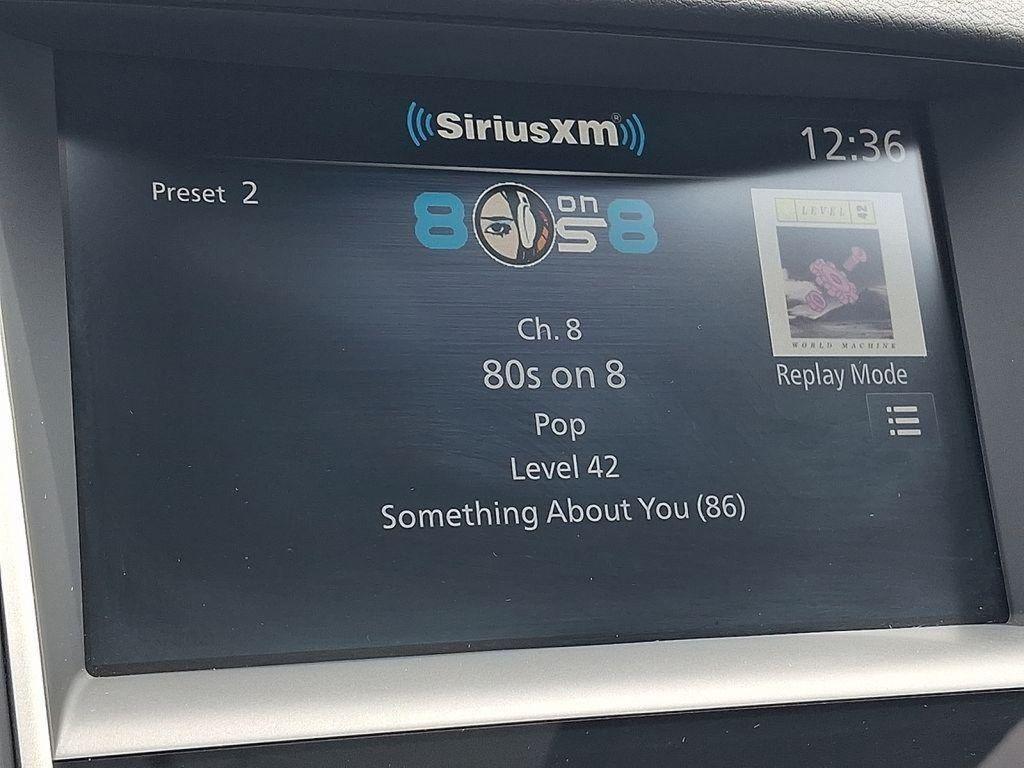 SiriusXm®
12:36
Preset 2
80s on 8
LEVEL 42
WORLD MACHINE
Replay Mode
Ch. 8
80s on 8
Pop
Level 42
Something About You (86)